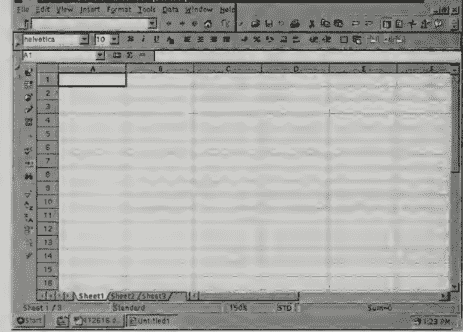 File Edit View Insert Format Tools Data Window Help
helvetica 10 B i U A
A1 Σ =
A B C D E F
1
2
3
4
5
6
7
8
9
10
11
12
13
14
15
16
Sheet1 Sheet2 Sheet3
Sheet 1 / 3 Standard 150% STD Sum=0
Start Untitled1 1:23 PM